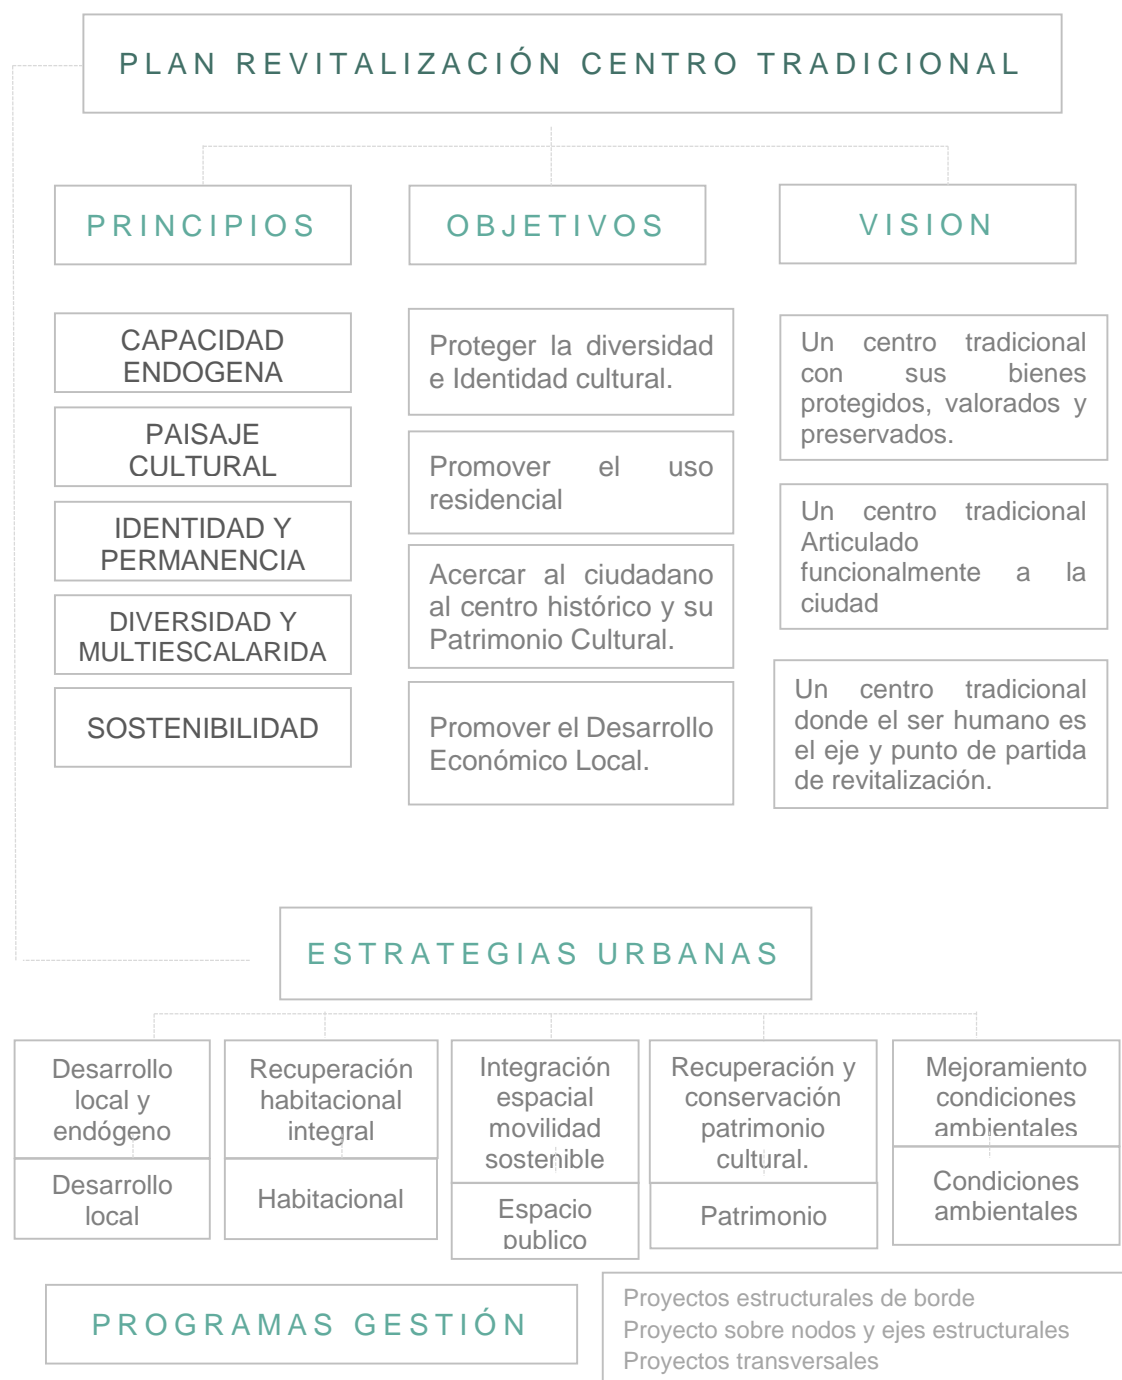 PLAN REVITALIZACIÓN CENTRO TRADICIONAL
PRINCIPIOS
OBJETIVOS
VISION
CAPACIDAD
ENDOGENA
PAISAJE
CULTURAL
IDENTIDAD Y
PERMANENCIA
DIVERSIDAD Y
MULTIESCALARIDA
SOSTENIBILIDAD
Proteger la diversidad
e Identidad cultural.
Promover el uso
residencial
Acercar al ciudadano
al centro histórico y su
Patrimonio Cultural.
Promover el Desarrollo
Económico Local.
Un centro tradicional
con sus bienes
protegidos, valorados y
preservados.
Un centro tradicional
Articulado
funcionalmente a la
ciudad
Un centro tradicional
donde el ser humano es
el eje y punto de partida
de revitalización.
ESTRATEGIAS URBANAS
Desarrollo
local y
endógeno
Desarrollo
local
Recuperación
habitacional
integral
Habitacional
Integración
espacial
movilidad
sostenible
Espacio
publico
Recuperación y
conservación
patrimonio
cultural.
Patrimonio
Mejoramiento
condiciones
ambientales
Condiciones
ambientales
PROGRAMAS GESTIÓN
Proyectos estructurales de borde
Proyecto sobre nodos y ejes estructurales
Proyectos transversales